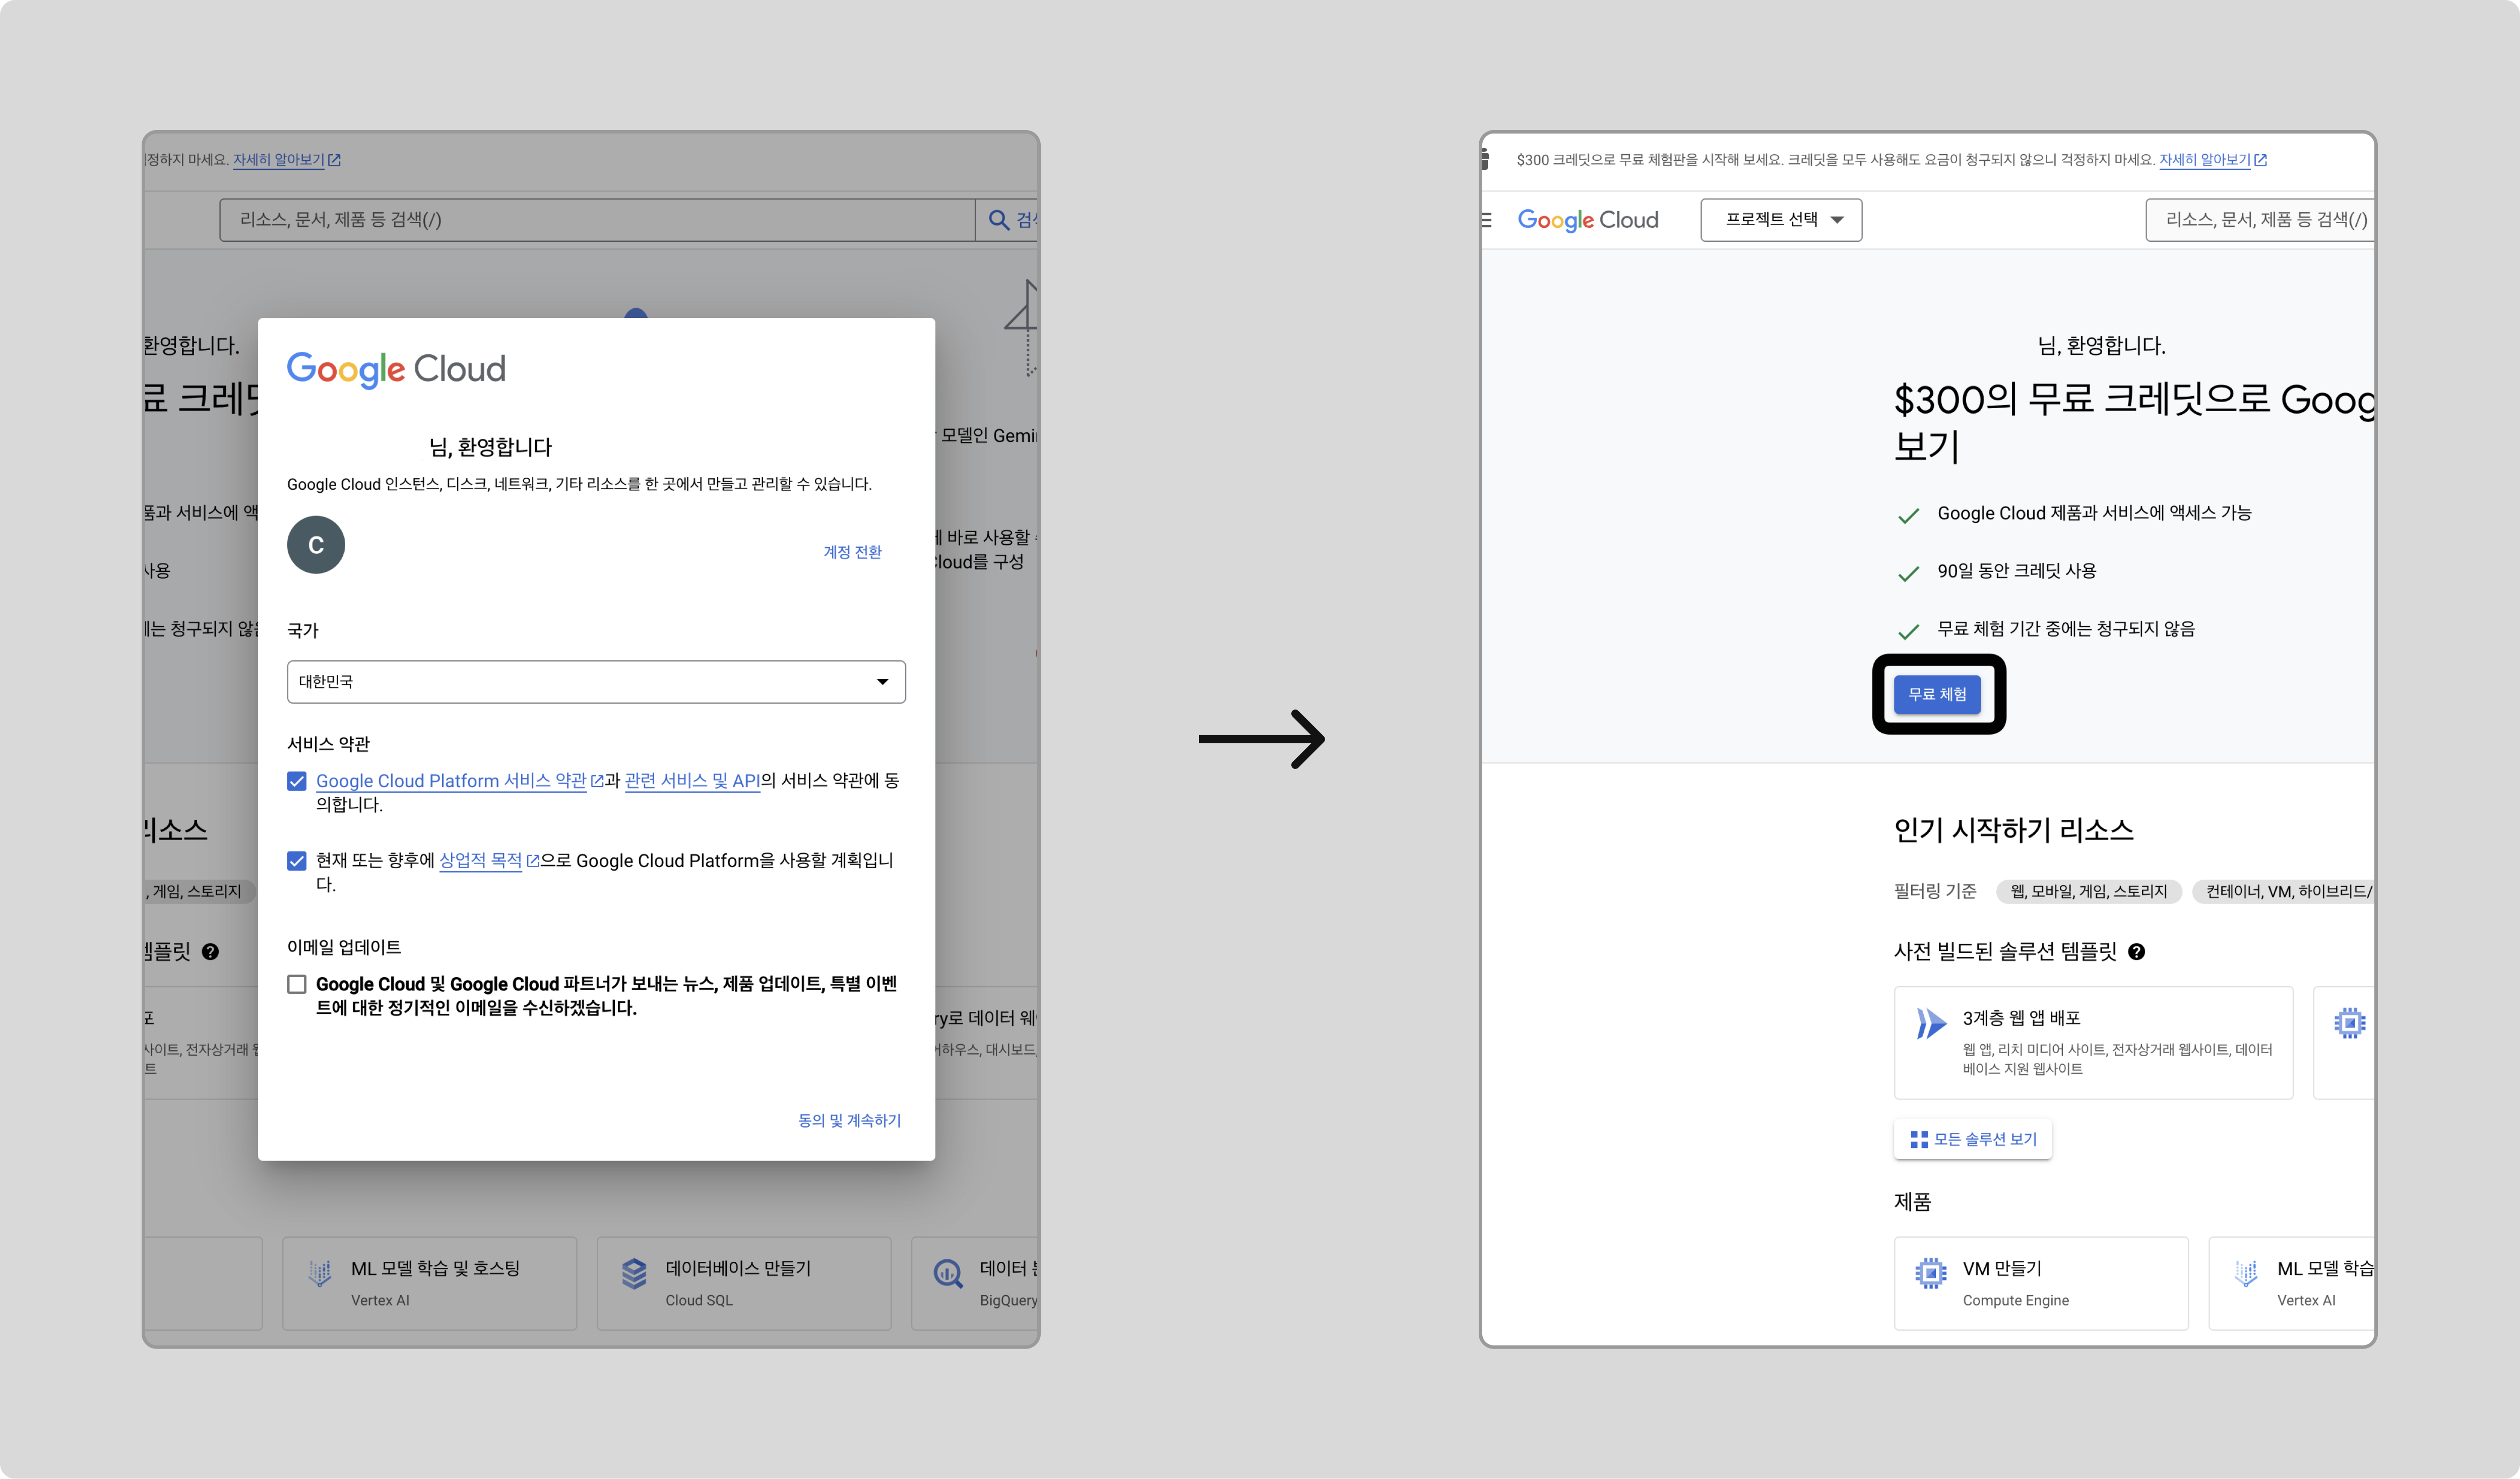 정하지 마세요. 자세히 알아보기
리소스, 문서, 제품 등 검색(/)
환영합니다.
료 크레딧
모델인 Gemini
품과 서비스에 액
바로 사용할
Cloud를 구성
사용
는 청구되지 않음
리소스
, 게임, 스토리지
템플릿
ry로 데이터 웨어
사이트, 전자상거래 웹
어하우스, 대시보드,
트
Google Cloud
님, 환영합니다
Google Cloud 인스턴스, 디스크, 네트워크, 기타 리소스를 한 곳에서 만들고 관리할 수 있습니다.
C
계정 전환
국가
대한민국
서비스 약관
Google Cloud Platform 서비스 약관과 관련 서비스 및 API의 서비스 약관에 동
의합니다.
현재 또는 향후에 상업적 목적으로 Google Cloud Platform을 사용할 계획입니
다.
이메일 업데이트
Google Cloud 및 Google Cloud 파트너가 보내는 뉴스, 제품 업데이트, 특별 이벤
트에 대한 정기적인 이메일을 수신하겠습니다.
동의 및 계속하기
ML 모델 학습 및 호스팅
Vertex AI
데이터베이스 만들기
Cloud SQL
데이터
BigQuery
$300 크레딧으로 무료 체험판을 시작해 보세요. 크레딧을 모두 사용해도 요금이 청구되지 않으니 걱정하지 마세요. 자세히 알아보기
Google Cloud
프로젝트 선택
리소스, 문서, 제품 등 검색(/)
님, 환영합니다.
$300의 무료 크레딧으로 Goog
보기
Google Cloud 제품과 서비스에 액세스 가능
90일 동안 크레딧 사용
무료 체험 기간 중에는 청구되지 않음
무료 체험
인기 시작하기 리소스
필터링 기준
웹, 모바일, 게임, 스토리지
컨테이너, VM, 하이브리드/
사전 빌드된 솔루션 템플릿
3계층 웹 앱 배포
웹 앱, 리치 미디어 사이트, 전자상거래 웹사이트, 데이터
베이스 지원 웹사이트
모든 솔루션 보기
제품
VM 만들기
Compute Engine
ML 모델 학습
Vertex AI